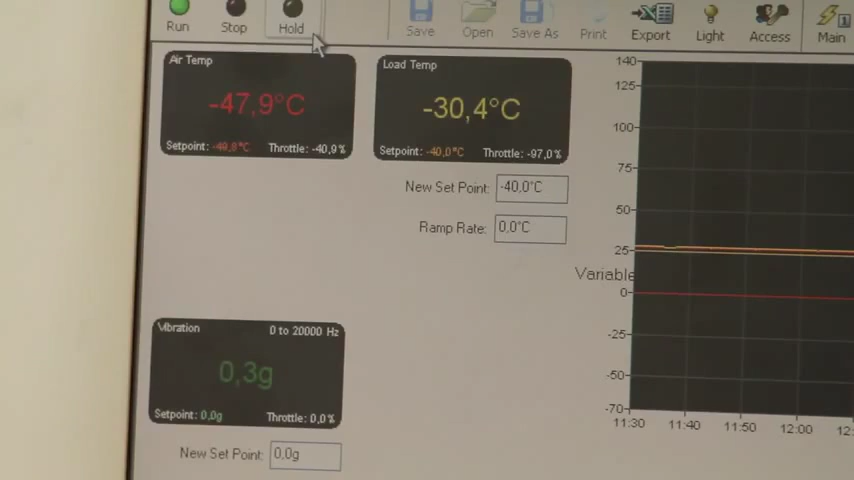 Run Stop Hold Save Open Save As Print Export Light Access Main
Air Temp
-47,9°C
Setpoint: -49,9°C Throttle: -40,9%
Load Temp
-30,4°C
Setpoint: -40,0°C Throttle: -97,0%
New Set Point: -40,0°C
Ramp Rate: 0,0°C
Vibration 0 to 20000 Hz
0,3g
Setpoint: 0,0g Throttle: 0,0%
New Set Point: 0,0g
Variable
140
125
100
75
50
25
0
-25
-50
-70
11:30 11:40 11:50 12:00